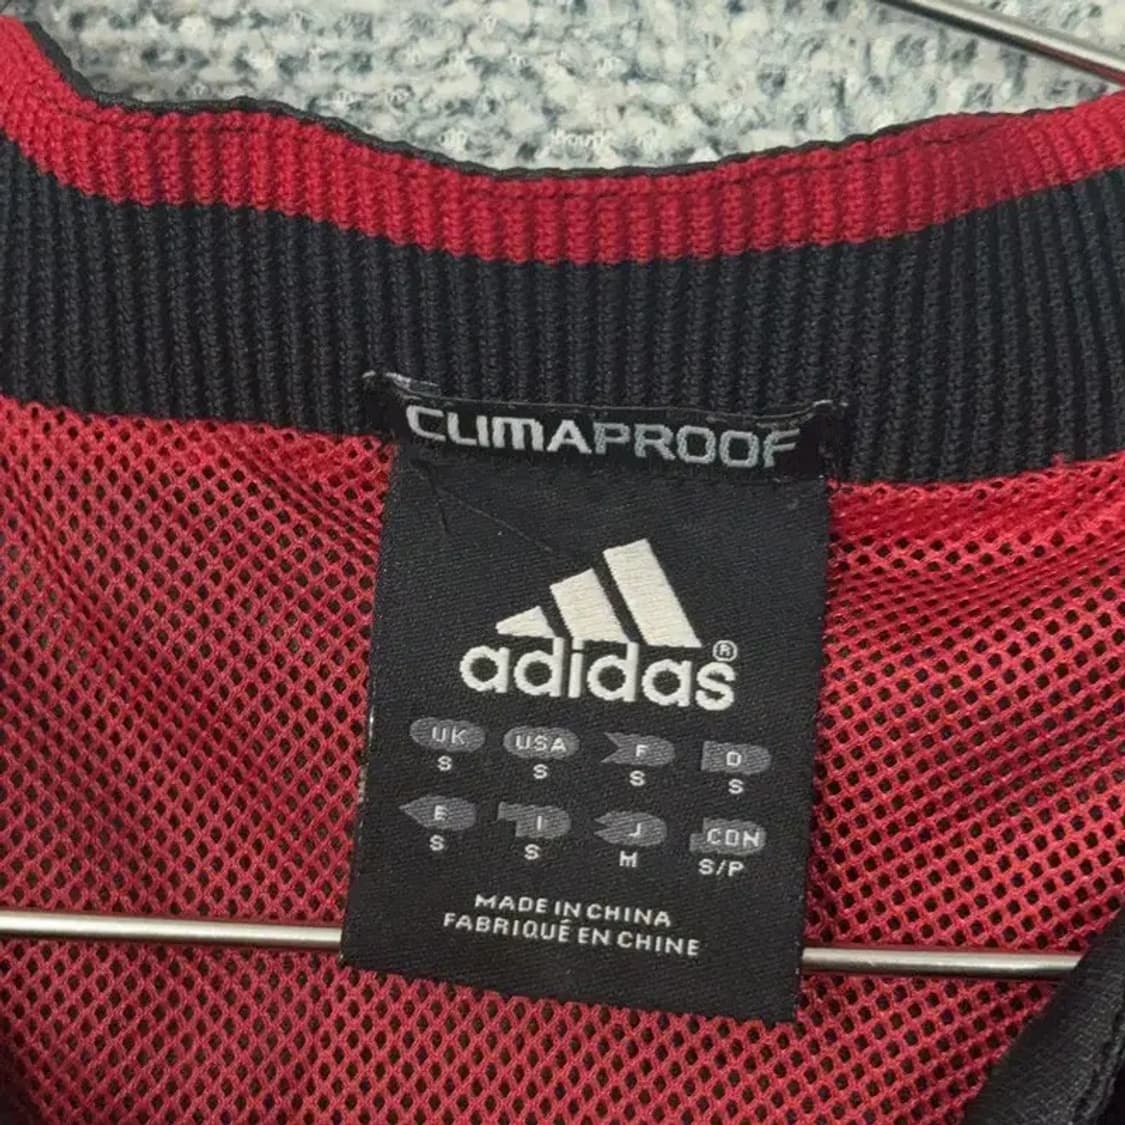 CLIMAPROOF
adidas®
UK USA F D
S S S S
E I J CDN
S S M S/P
MADE IN CHINA
FABRIQUÉ EN CHINE